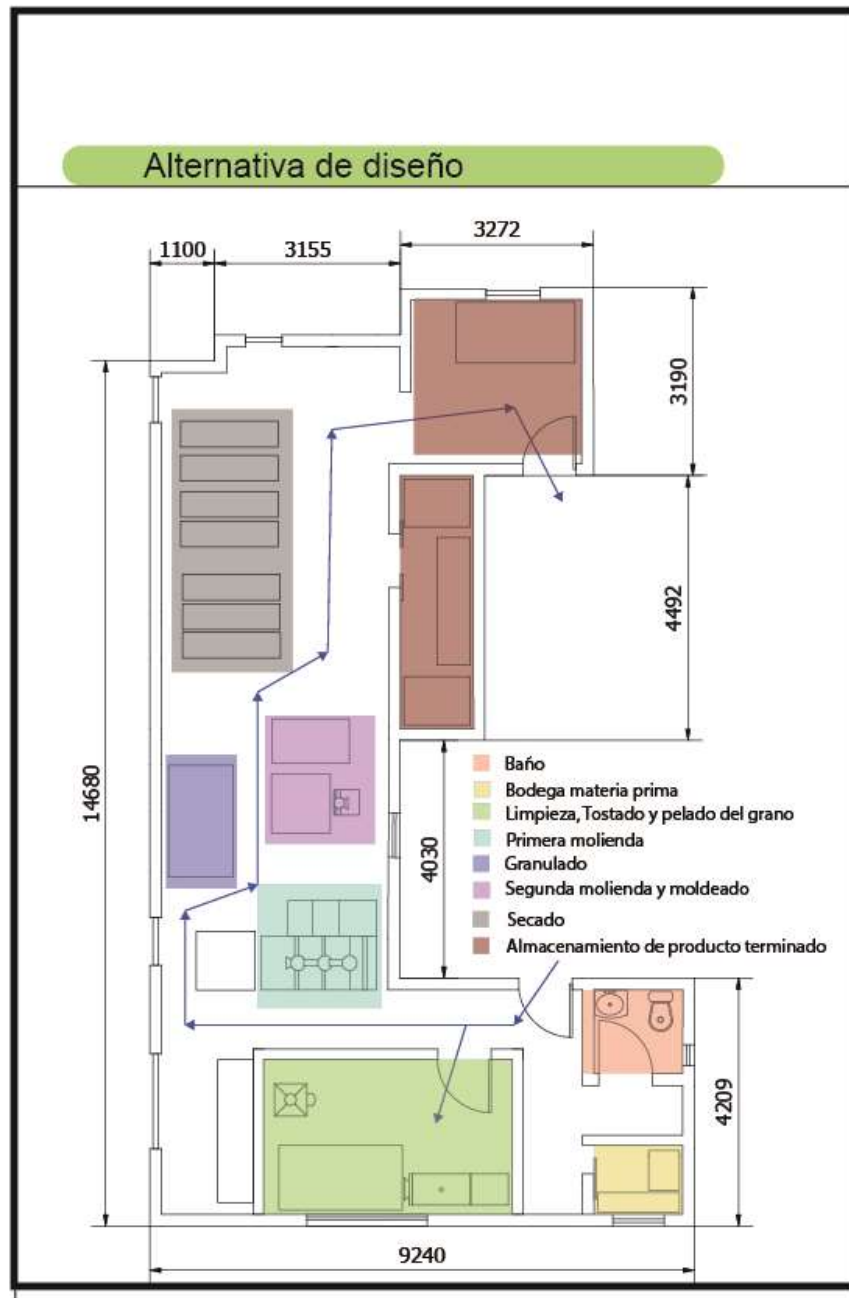 Alternativa de diseño
3272
1100
3155
3190
4492
14680
4030
Baño
Bodega materia prima
Limpieza, Tostado y pelado del grano
Primera molienda
Granulado
Segunda molienda y moldeado
Secado
Almacenamiento de producto terminado
4209
9240